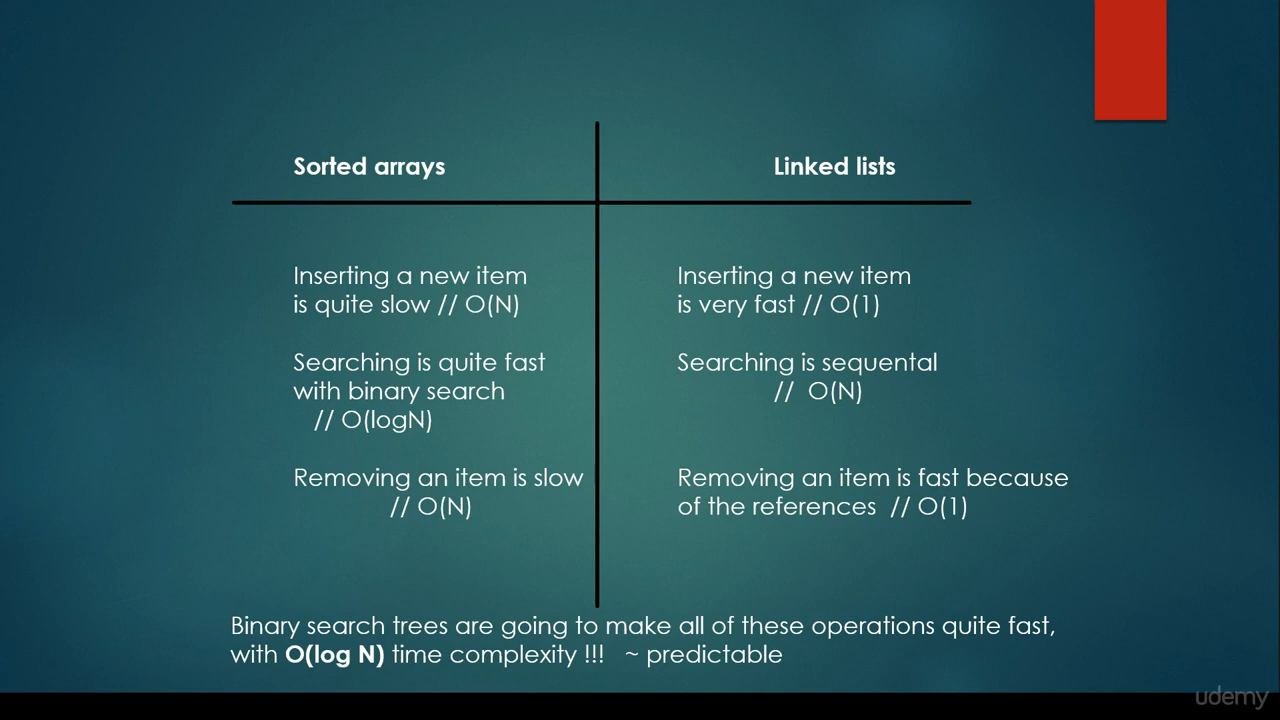 Sorted arrays
Linked lists
Inserting a new item
is quite slow // O(N)
Searching is quite fast
with binary search
// O(logN)
Removing an item is slow
// O(N)
Inserting a new item
is very fast // O(1)
Searching is sequental
// O(N)
Removing an item is fast because
of the references // O(1)
Binary search trees are going to make all of these operations quite fast,
with O(log N) time complexity !!! ~ predictable
udemy